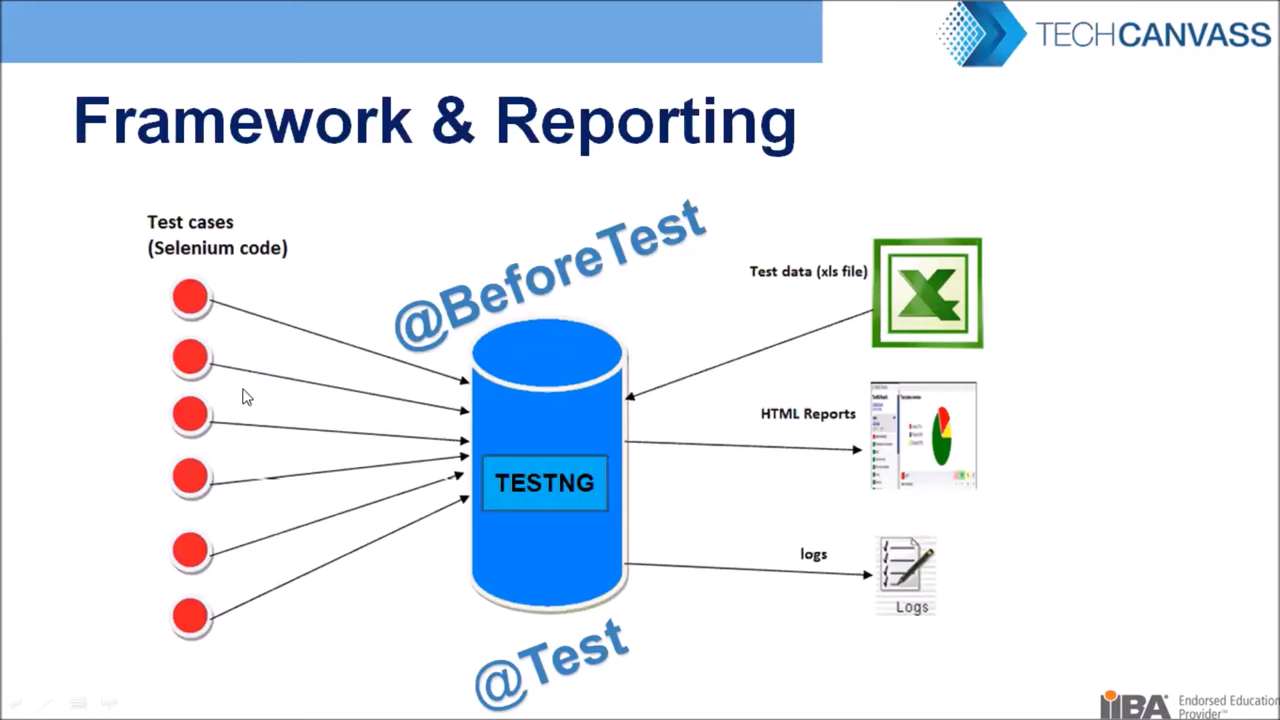 TECHCANVASS
Framework & Reporting
Test cases
(Selenium code)
@BeforeTest
Test data (xls file)
HTML Reports
TESTNG
logs
Logs
@Test
iiBA
Endorsed Education
Provider™